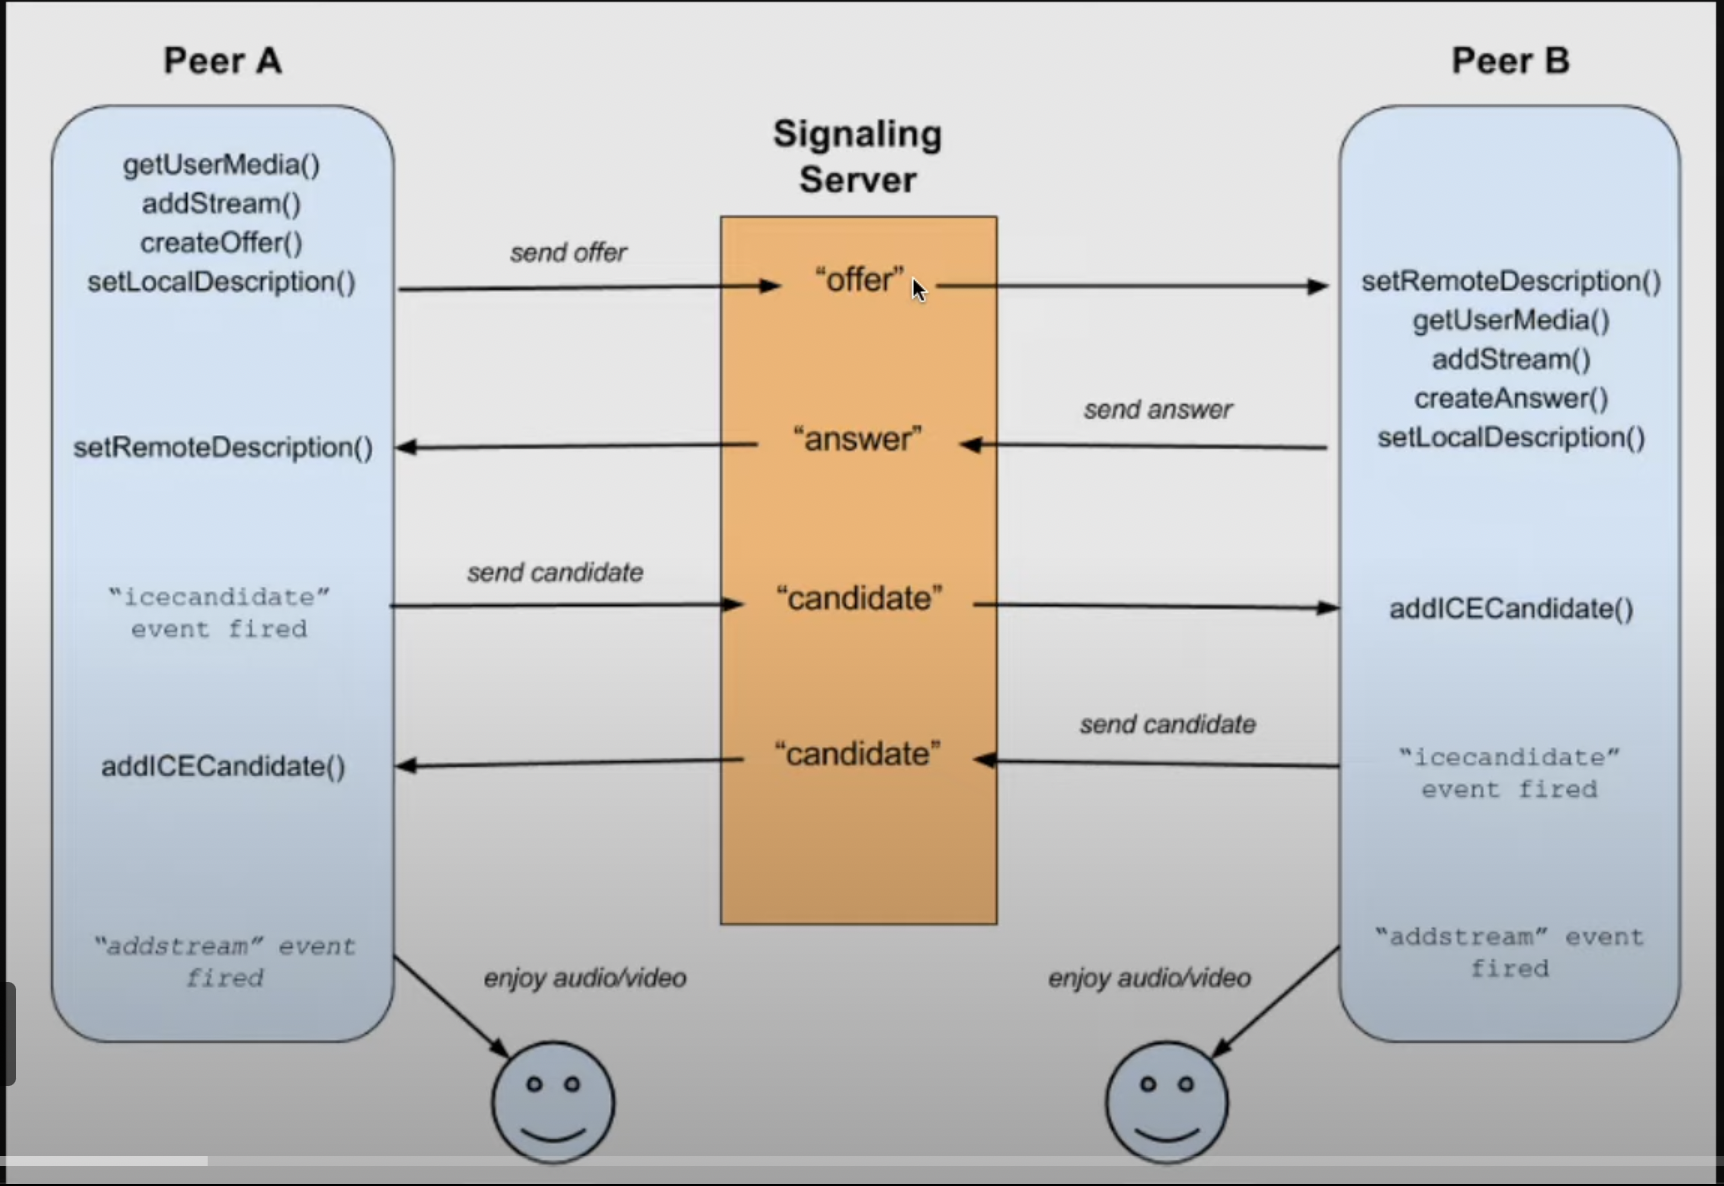 Peer A
Peer B
Signaling
Server
getUserMedia()
addStream()
createOffer()
setLocalDescription()
send offer
“offer”
setRemoteDescription()
getUserMedia()
addStream()
createAnswer()
setLocalDescription()
send answer
“answer”
setRemoteDescription()
“icecandidate”
event fired
send candidate
“candidate”
addICECandidate()
“icecandidate”
event fired
send candidate
“candidate”
addICECandidate()
“addstream” event
fired
enjoy audio/video
enjoy audio/video
“addstream” event
fired